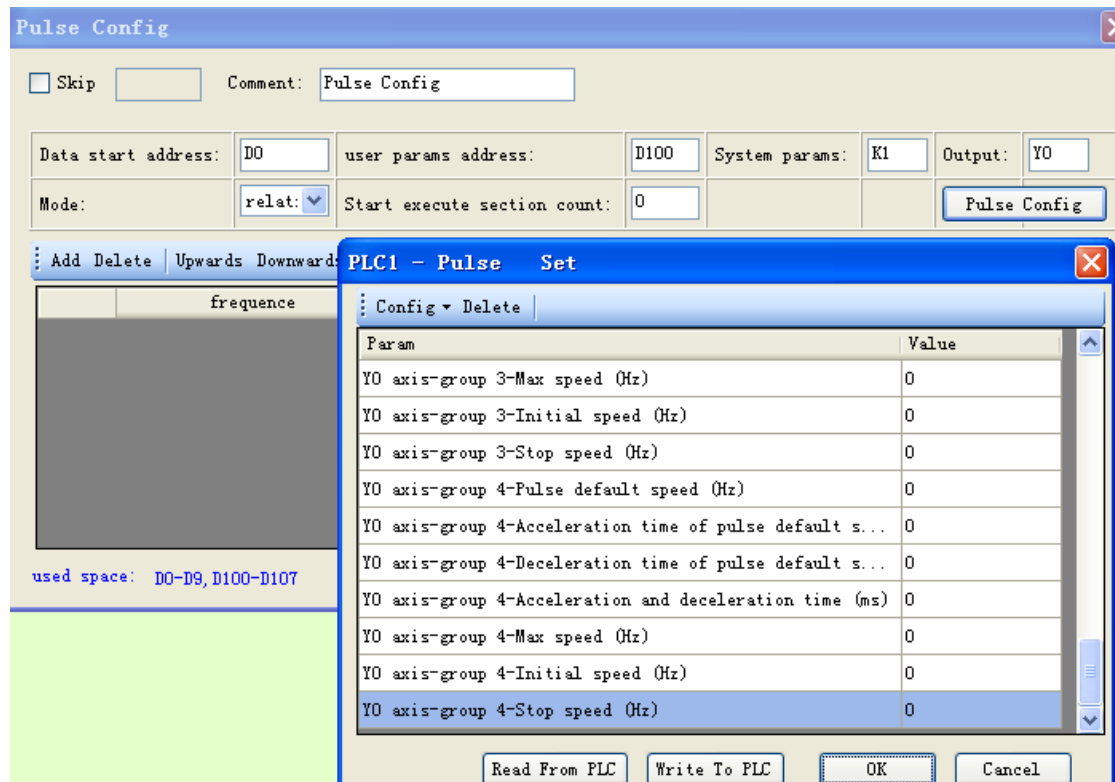 Pulse Config
Skip Comment: Pulse Config
Data start address: D0 user params address: D100 System params: K1 Output: Y0
Mode: relat: Start execute section count: 0 Pulse Config
Add Delete Upwards Downwards
frequence
used space: D0-D9,D100-D107
PLC1 - Pulse Set
Config Delete
Param Value
Y0 axis-group 3-Max speed (Hz) 0
Y0 axis-group 3-Initial speed (Hz) 0
Y0 axis-group 3-Stop speed (Hz) 0
Y0 axis-group 4-Pulse default speed (Hz) 0
Y0 axis-group 4-Acceleration time of pulse default s... 0
Y0 axis-group 4-Deceleration time of pulse default s... 0
Y0 axis-group 4-Acceleration and deceleration time (ms) 0
Y0 axis-group 4-Max speed (Hz) 0
Y0 axis-group 4-Initial speed (Hz) 0
Y0 axis-group 4-Stop speed (Hz) 0
Read From PLC Write To PLC OK Cancel